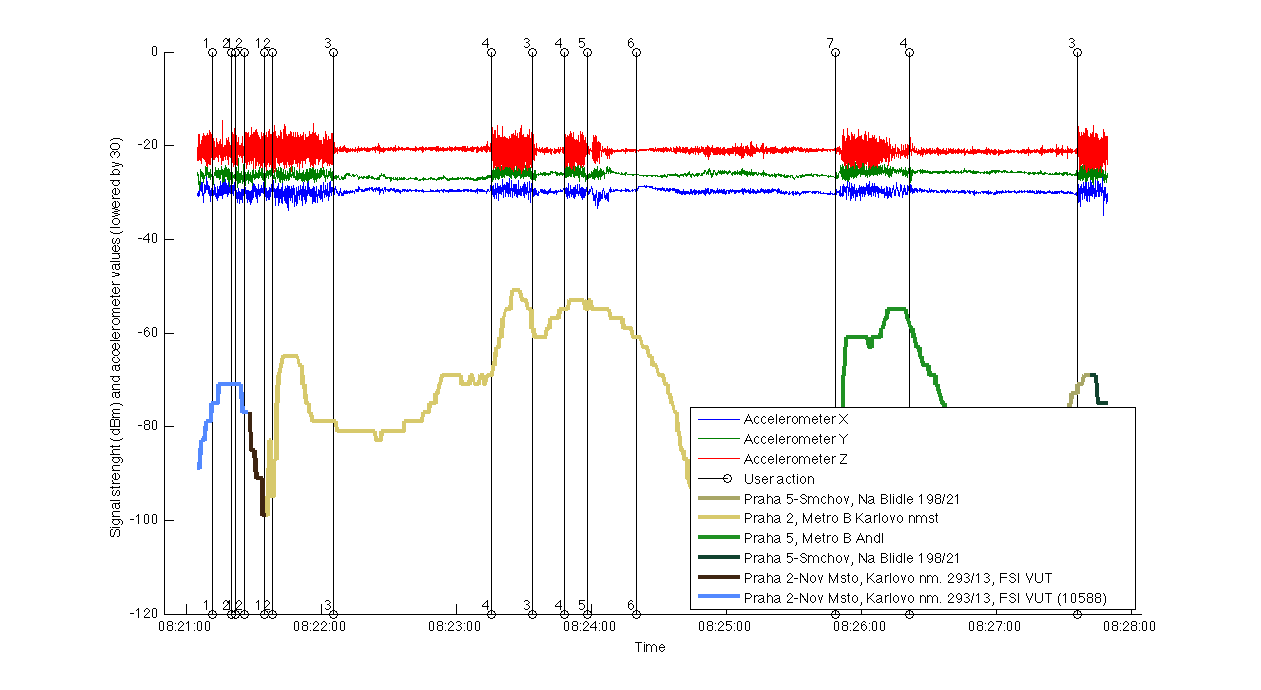 1 2 1 2 1 2 3 4 3 4 5 6 7 4 3
0
-20
-40
-60
-80
-100
-120
Signal strenght (dBm) and accelerometer values (lowered by 30)
Accelerometer X
Accelerometer Y
Accelerometer Z
User action
Praha 5-Smchov, Na Blidle 198/21
Praha 2, Metro B Karlovo nmst
Praha 5, Metro B Andl
Praha 5-Smchov, Na Blidle 198/21
Praha 2-Nov Msto, Karlovo nm. 293/13, FSI VUT
Praha 2-Nov Msto, Karlovo nm. 293/13, FSI VUT (10588)
1 2 1 2 1 2 3 4 3 4 5 6
08:21:00 08:22:00 08:23:00 08:24:00 08:25:00 08:26:00 08:27:00 08:28:00
Time